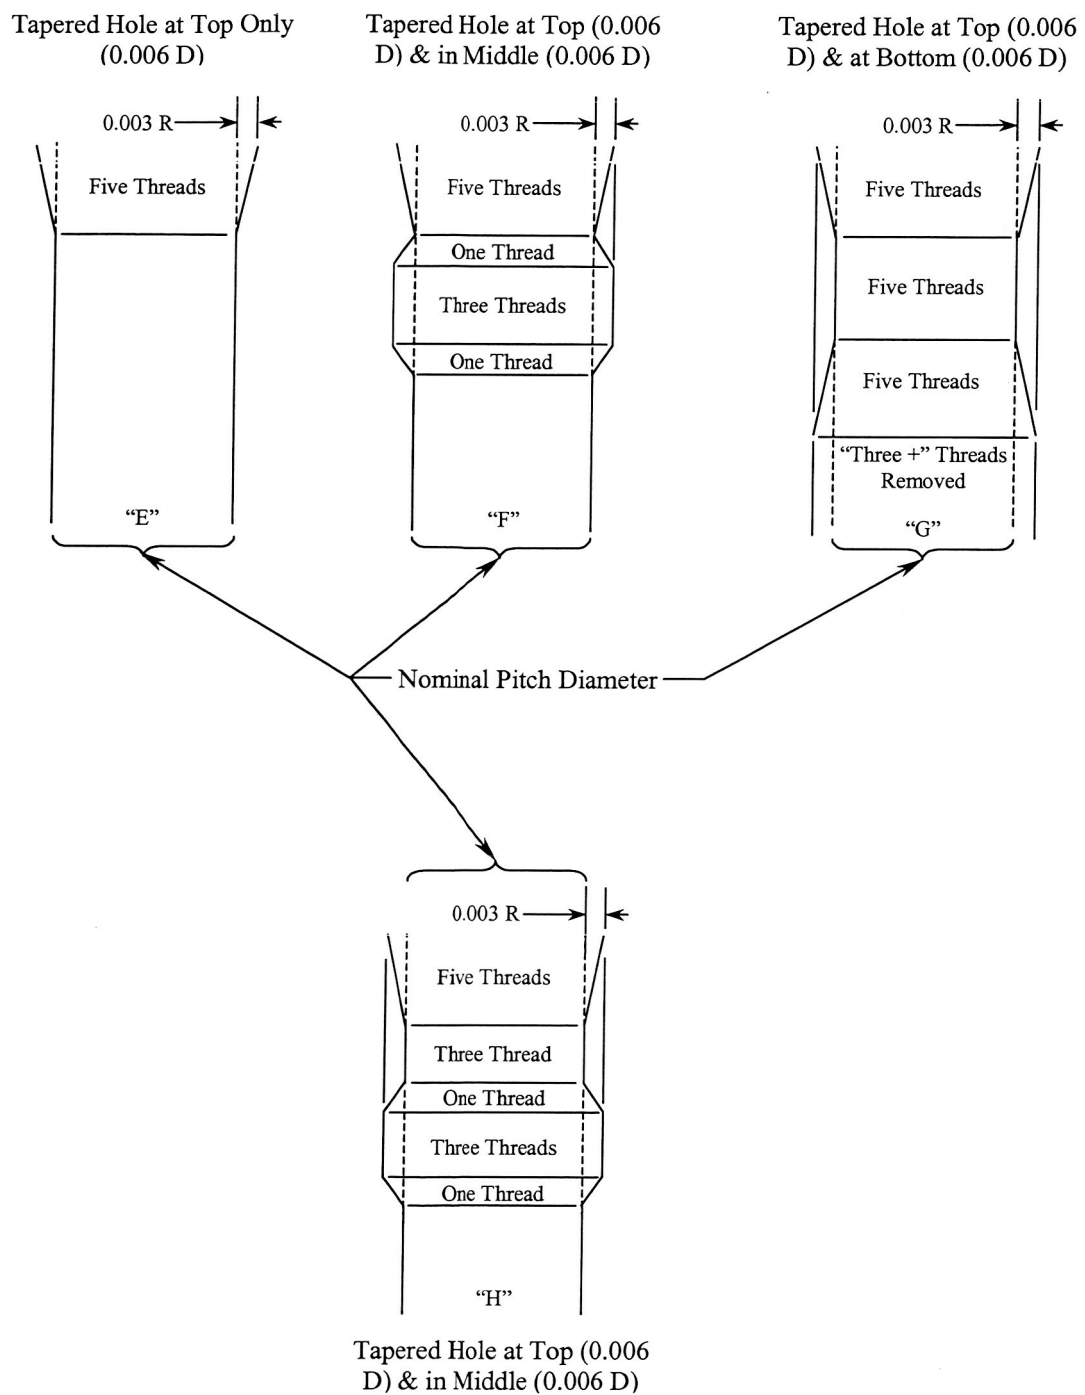 Tapered Hole at Top Only
(0.006 D)
0.003 R
Five Threads
“E”
Tapered Hole at Top (0.006
D) & in Middle (0.006 D)
0.003 R
Five Threads
One Thread
Three Threads
One Thread
“F”
Tapered Hole at Top (0.006
D) & at Bottom (0.006 D)
0.003 R
Five Threads
Five Threads
Five Threads
“Three +” Threads
Removed
“G”
Nominal Pitch Diameter
0.003 R
Five Threads
Three Thread
One Thread
Three Threads
One Thread
“H”
Tapered Hole at Top (0.006
D) & in Middle (0.006 D)